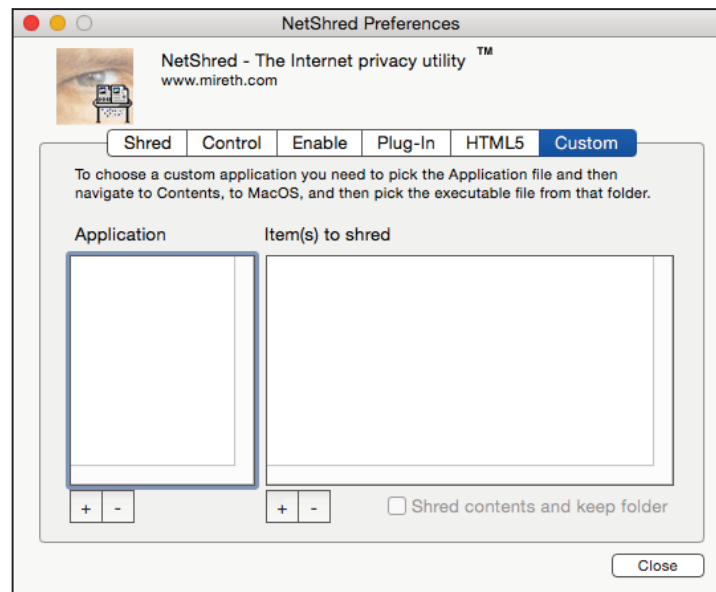 NetShred Preferences
NetShred - The Internet privacy utility ™
www.mireth.com
Shred Control Enable Plug-In HTML5 Custom
To choose a custom application you need to pick the Application file and then
navigate to Contents, to MacOS, and then pick the executable file from that folder.
Application Item(s) to shred
+ - + - Shred contents and keep folder
Close